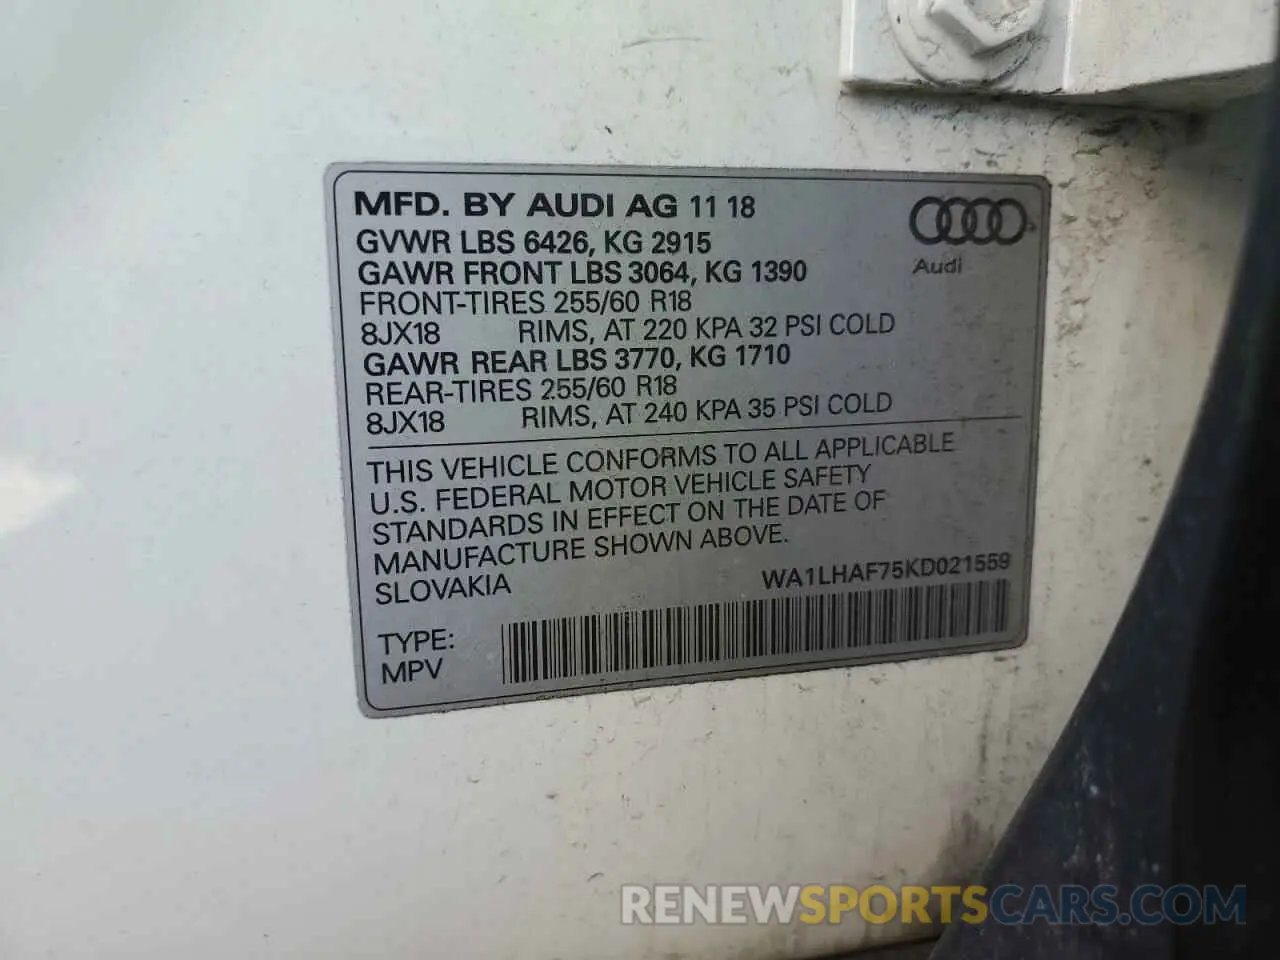 MFD. BY AUDI AG 11 18
GVWR LBS 6426, KG 2915
GAWR FRONT LBS 3064, KG 1390
FRONT-TIRES 255/60 R18
8JX18 RIMS, AT 220 KPA 32 PSI COLD
GAWR REAR LBS 3770, KG 1710
REAR-TIRES 255/60 R18
8JX18 RIMS, AT 240 KPA 35 PSI COLD
Audi
THIS VEHICLE CONFORMS TO ALL APPLICABLE
U.S. FEDERAL MOTOR VEHICLE SAFETY
STANDARDS IN EFFECT ON THE DATE OF
MANUFACTURE SHOWN ABOVE.
SLOVAKIA WA1LHAF75KD021559
TYPE:
MPV
RENEWSPORTSCARS.COM